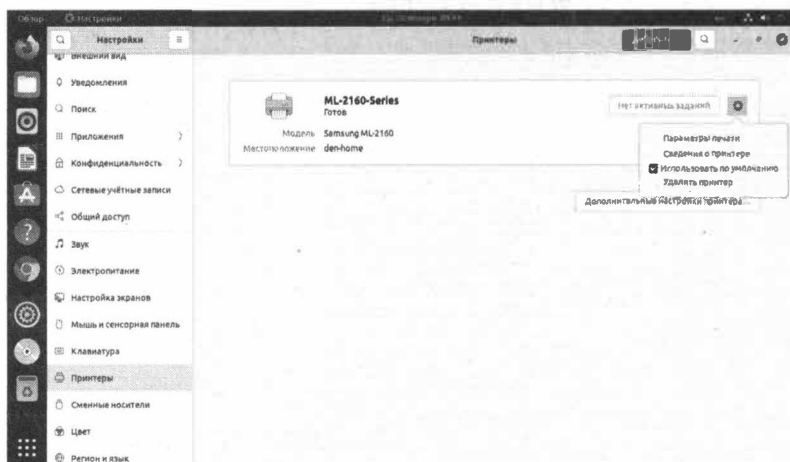 Обзор
Настройки
Настройки
Принтеры
Внешний вид
Уведомления
Поиск
Приложения
Конфиденциальность
Сетевые учётные записи
Общий доступ
Звук
Электропитание
Настройка экранов
Мышь и сенсорная панель
Клавиатура
Принтеры
Сменные носители
Цвет
Регион и язык
ML-2160-Series
Готов
Нет активных заданий
Модель Samsung ML-2160
Местоположение den-home
Параметры печати
Сведения о принтере
Использовать по умолчанию
Удалить принтер
Дополнительные настройки принтера...